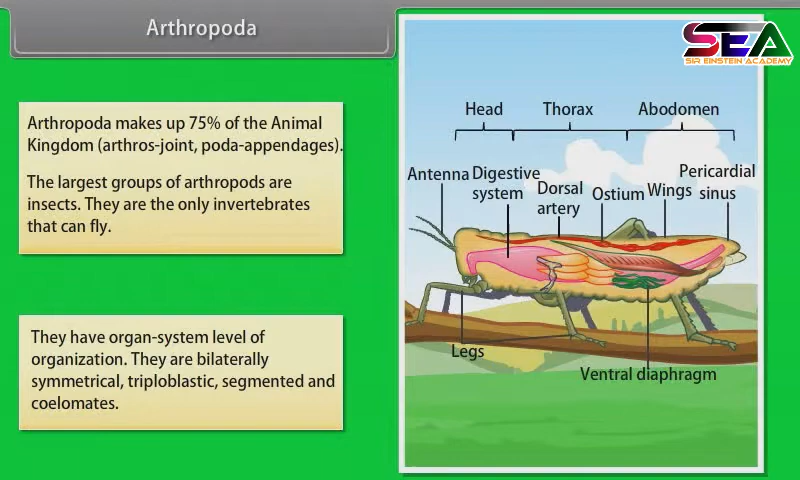 Arthropoda
SEA
SIR EINSTEIN ACADEMY
Arthropoda makes up 75% of the Animal
Kingdom (arthros-joint, poda-appendages).
The largest groups of arthropods are
insects. They are the only invertebrates
that can fly.
They have organ-system level of
organization. They are bilaterally
symmetrical, triploblastic, segmented and
coelomates.
Head Thorax Abodomen
Antenna Digestive system
Dorsal artery
Ostium
Wings
Pericardial sinus
Legs
Ventral diaphragm